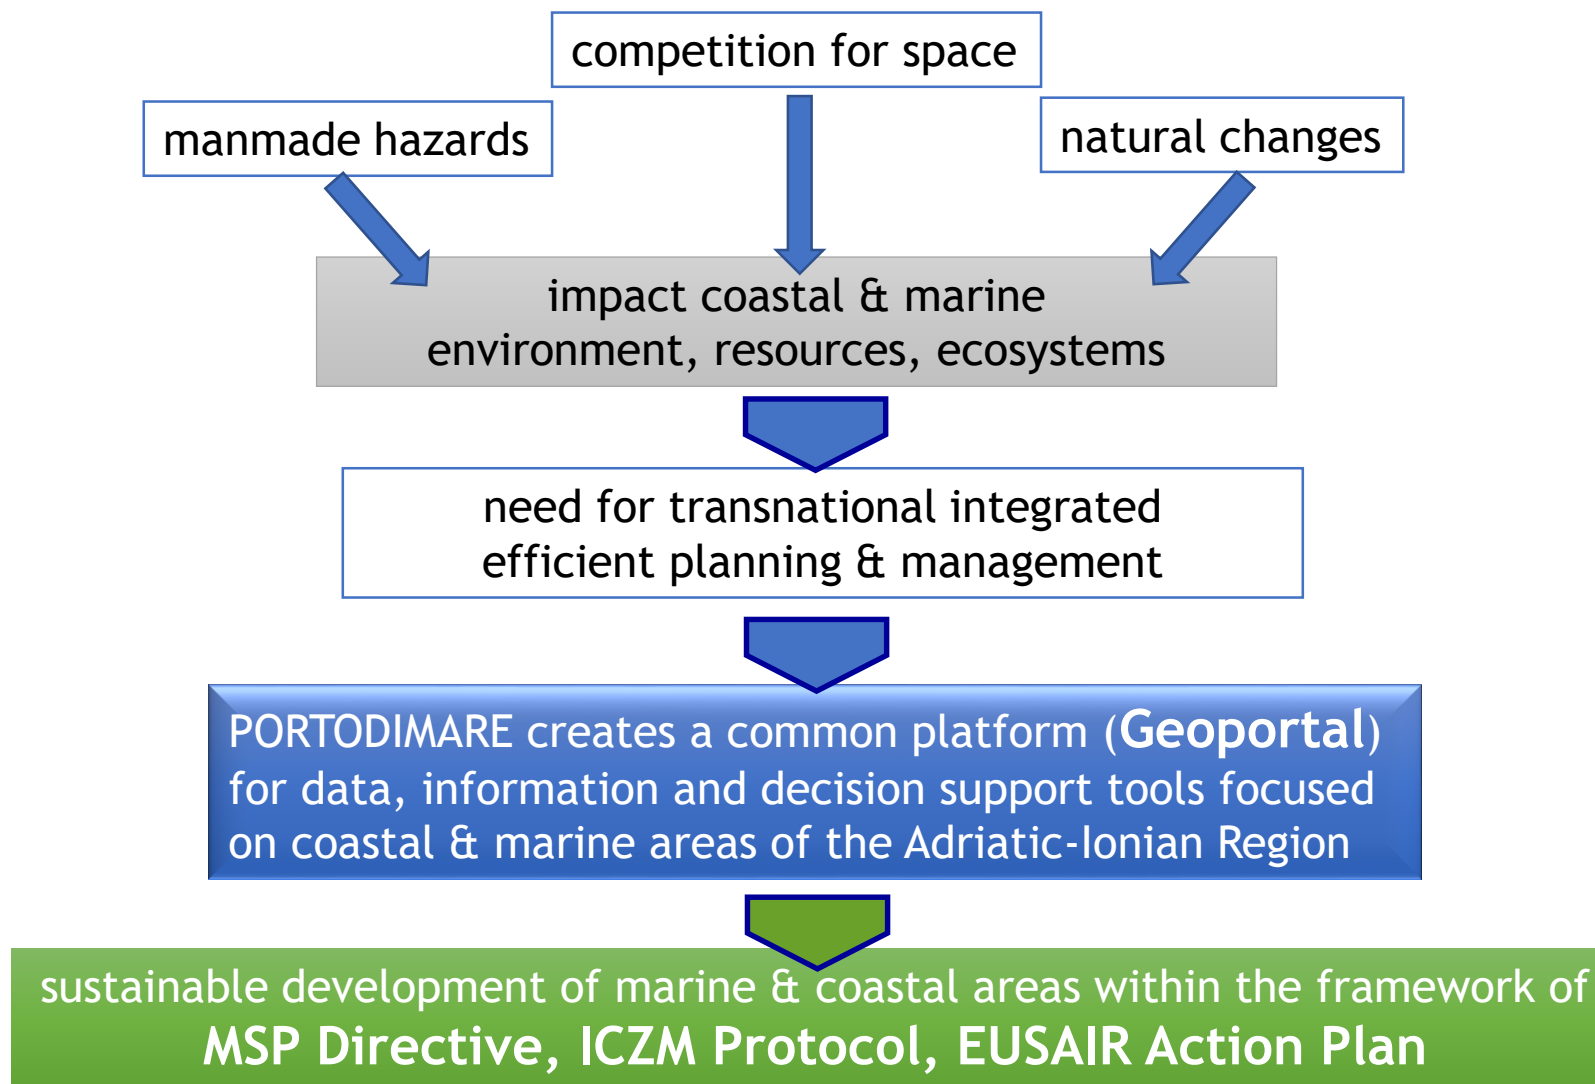 competition for space
manmade hazards
natural changes
impact coastal & marine
environment, resources, ecosystems
need for transnational integrated
efficient planning & management
PORTODIMARE creates a common platform (Geoportal)
for data, information and decision support tools focused
on coastal & marine areas of the Adriatic-Ionian Region
sustainable development of marine & coastal areas within the framework of
MSP Directive, ICZM Protocol, EUSAIR Action Plan